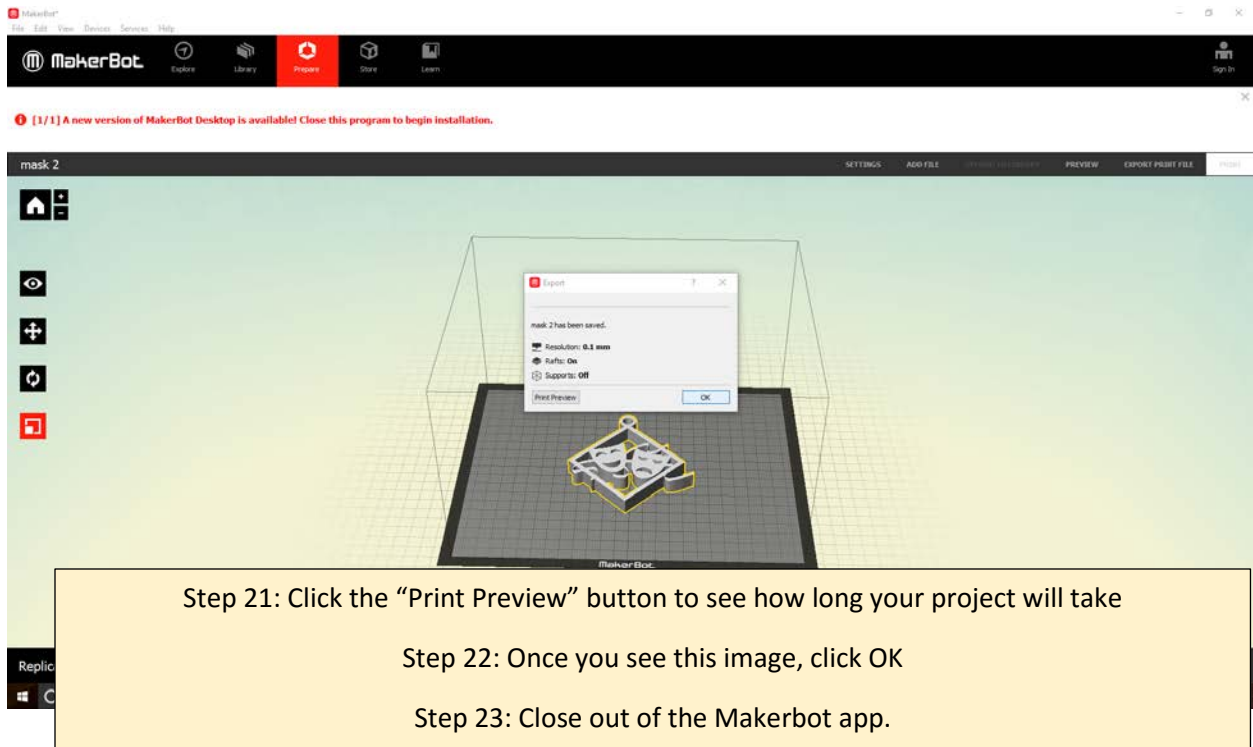 MakerBot*
File Edit View Devices Services Help
MakerBot
Explore
Library
Prepare
Store
Learn
Sign In
[1/1] A new version of MakerBot Desktop is available! Close this program to begin installation.
mask 2
SETTINGS
ADD FILE
PREVIEW
EXPORT PRINT FILE
PRINT
Export
mask 2 has been saved.
Resolution: 0.1 mm
Rafts: On
Supports: Off
Print Preview
OK
MakerBot
Step 21: Click the “Print Preview” button to see how long your project will take
Step 22: Once you see this image, click OK
Replic
Step 23: Close out of the Makerbot app.